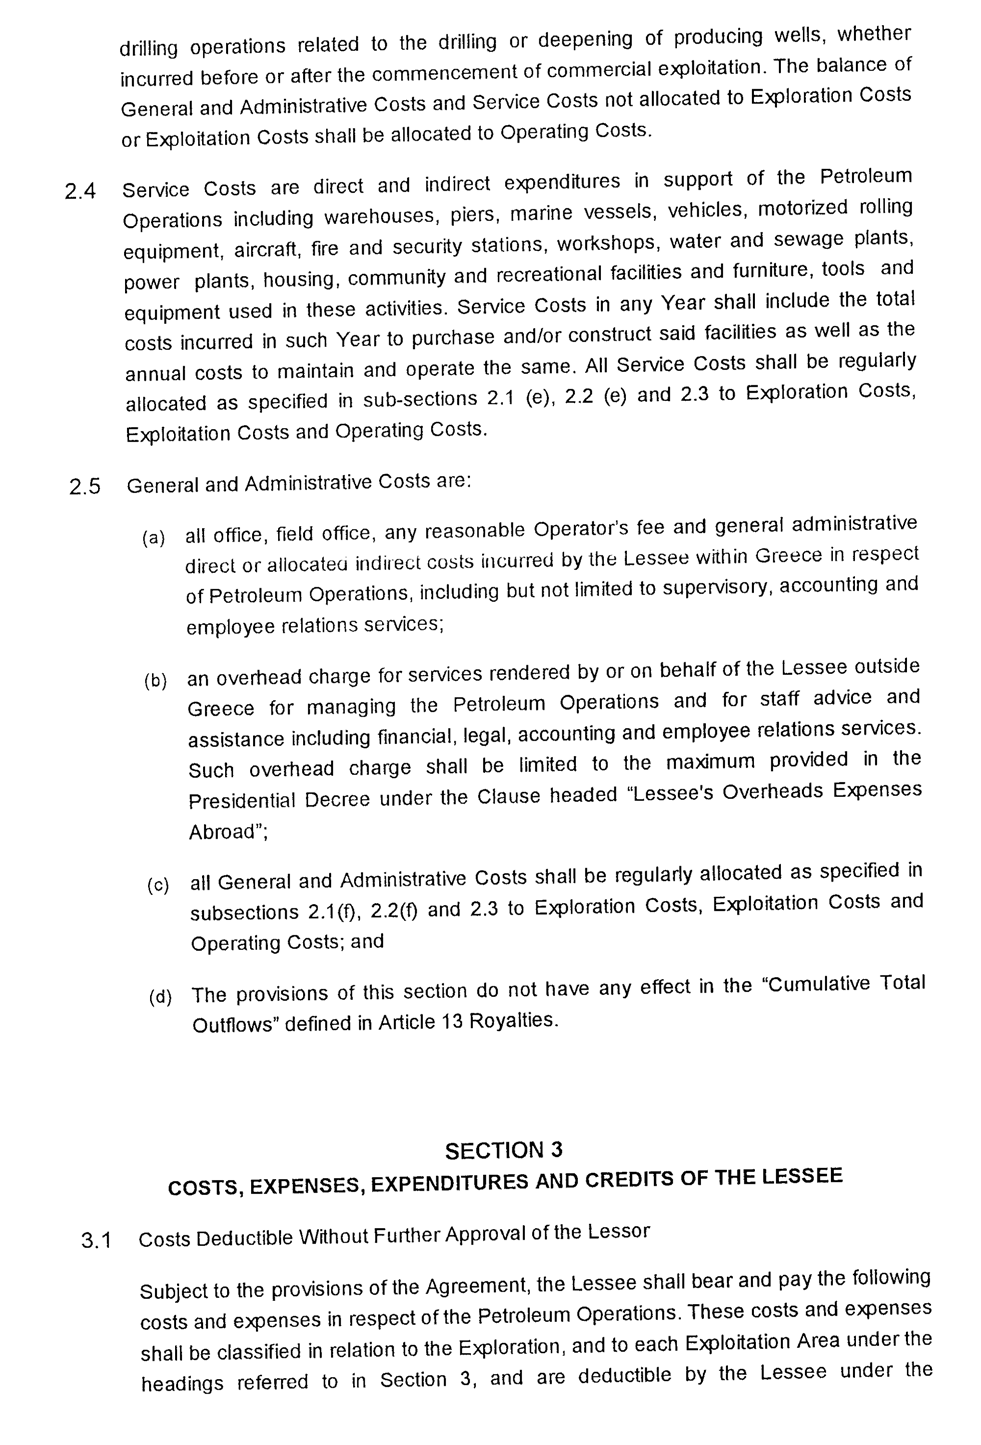 drilling operations related to the drilling or deepening of producing wells, whether
incurred before or after the commencement of commercial exploitation. The balance of
General and Administrative Costs and Service Costs not allocated to Exploration Costs
or Exploitation Costs shall be allocated to Operating Costs.
2.4 Service Costs are direct and indirect expenditures in support of the Petroleum
Operations including warehouses, piers, marine vessels, vehicles, motorized rolling
equipment, aircraft, fire and security stations, workshops, water and sewage plants,
power plants, housing, community and recreational facilities and furniture, tools and
equipment used in these activities. Service Costs in any Year shall include the total
costs incurred in such Year to purchase and/or construct said facilities as well as the
annual costs to maintain and operate the same. All Service Costs shall be regularly
allocated as specified in sub-sections 2.1 (e), 2.2 (e) and 2.3 to Exploration Costs,
Exploitation Costs and Operating Costs.
2.5 General and Administrative Costs are:
(a) all office, field office, any reasonable Operator's fee and general administrative
direct or allocated indirect costs incurred by the Lessee within Greece in respect
of Petroleum Operations, including but not limited to supervisory, accounting and
employee relations services;
(b) an overhead charge for services rendered by or on behalf of the Lessee outside
Greece for managing the Petroleum Operations and for staff advice and
assistance including financial, legal, accounting and employee relations services.
Such overhead charge shall be limited to the maximum provided in the
Presidential Decree under the Clause headed “Lessee's Overheads Expenses
Abroad”;
(c) all General and Administrative Costs shall be regularly allocated as specified in
subsections 2.1(f), 2.2(f) and 2.3 to Exploration Costs, Exploitation Costs and
Operating Costs; and
(d) The provisions of this section do not have any effect in the “Cumulative Total
Outflows” defined in Article 13 Royalties.
SECTION 3
COSTS, EXPENSES, EXPENDITURES AND CREDITS OF THE LESSEE
3.1 Costs Deductible Without Further Approval of the Lessor
Subject to the provisions of the Agreement, the Lessee shall bear and pay the following
costs and expenses in respect of the Petroleum Operations. These costs and expenses
shall be classified in relation to the Exploration, and to each Exploitation Area under the
headings referred to in Section 3, and are deductible by the Lessee under the